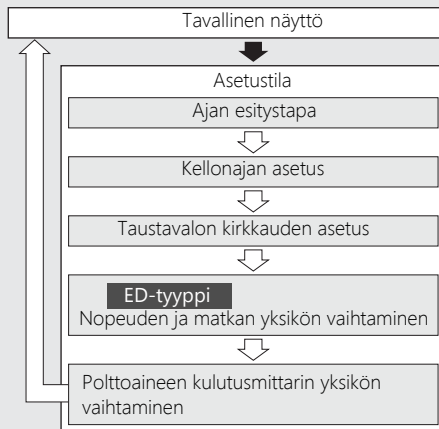 Tavallinen näyttö
Asetustila
Ajan esitystapa
Kellonajan asetus
Taustavalon kirkkauden asetus
ED-tyyppi
Nopeuden ja matkan yksikön vaihtaminen
Polttoaineen kulutusmittarin yksikön
vaihtaminen